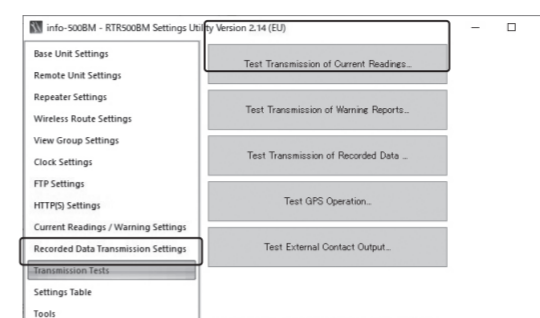 info-500BM - RTR500BM Settings Utility Version 2.14 (EU)
Base Unit Settings
Remote Unit Settings
Repeater Settings
Wireless Route Settings
View Group Settings
Clock Settings
FTP Settings
HTTP(S) Settings
Current Readings / Warning Settings
Recorded Data Transmission Settings
Transmission Tests
Settings Table
Tools
Test Transmission of Current Readings...
Test Transmission of Warning Reports...
Test Transmission of Recorded Data ...
Test GPS Operation...
Test External Contact Output...